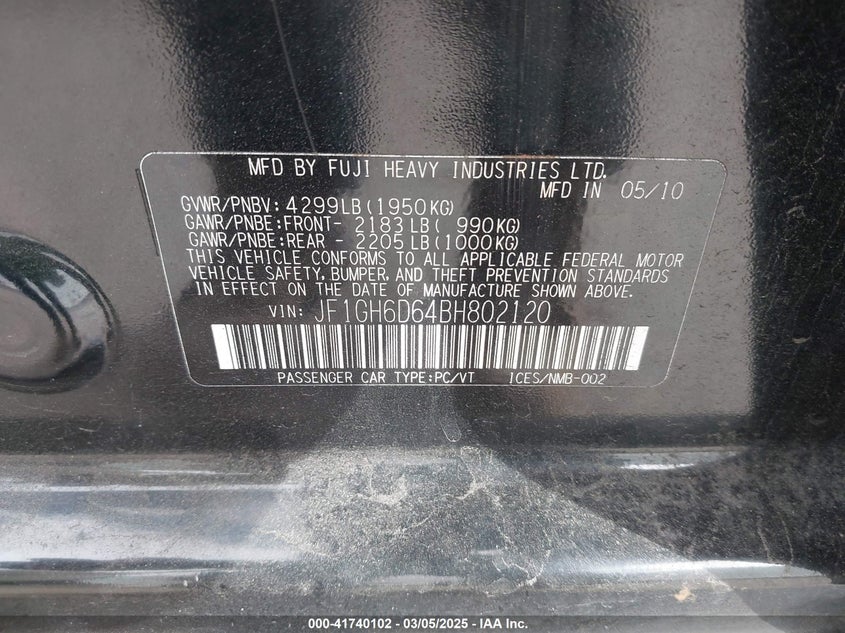 MFD BY FUJI HEAVY INDUSTRIES LTD.
MFD IN 05/10
GVWR/PNBV: 4299LB(1950KG)
GAWR/PNBE:FRONT- 2183LB( 990KG)
GAWR/PNBE:REAR - 2205LB(1000KG)
THIS VEHICLE CONFORMS TO ALL APPLICABLE FEDERAL MOTOR
VEHICLE SAFETY, BUMPER, AND THEFT PREVENTION STANDARDS
IN EFFECT ON THE DATE OF MANUFACTURE SHOWN ABOVE.
VIN: JF1GH6D64BH802120
PASSENGER CAR TYPE:PC/VT ICES/NMB-002
000-41740102 — 03/05/2025 — IAA Inc.